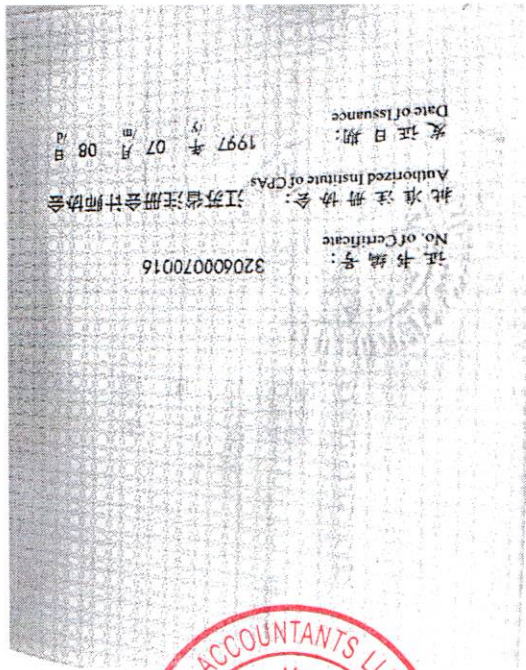 证书编号: 320600070016
No. of Certificate
批准注册协会: 江苏省注册会计师协会
Authorized Institute of CPAs
发证日期: 1997 年 07 月 08 日
Date of Issuance /y /m /d
ACCOUNTANTS